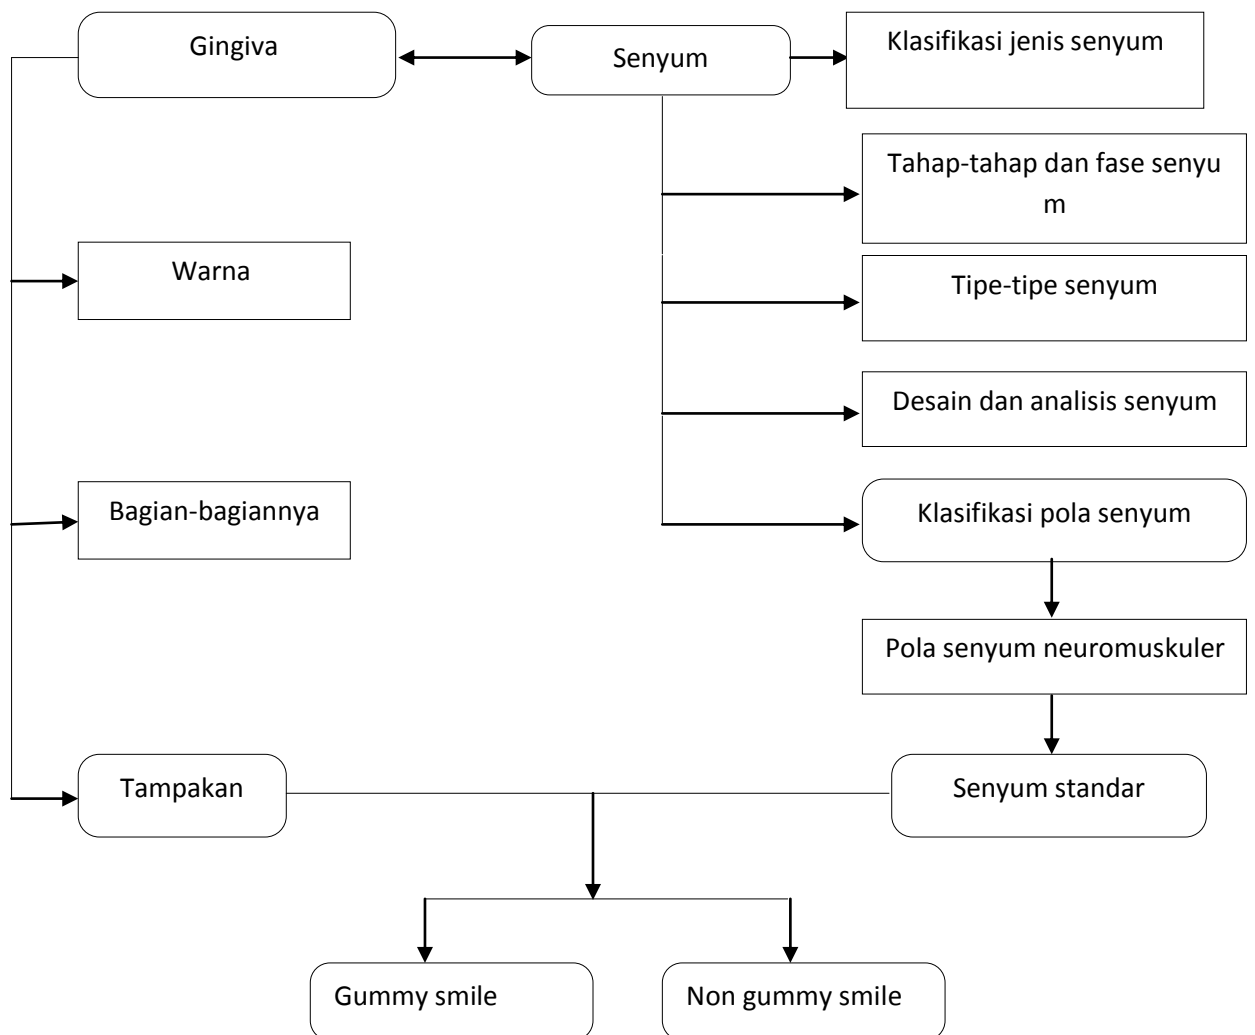 Gingiva
Senyum
Klasifikasi jenis senyum
Tahap-tahap dan fase senyu
m
Warna
Tipe-tipe senyum
Desain dan analisis senyum
Bagian-bagiannya
Klasifikasi pola senyum
Pola senyum neuromuskuler
Tampakan
Senyum standar
Gummy smile
Non gummy smile